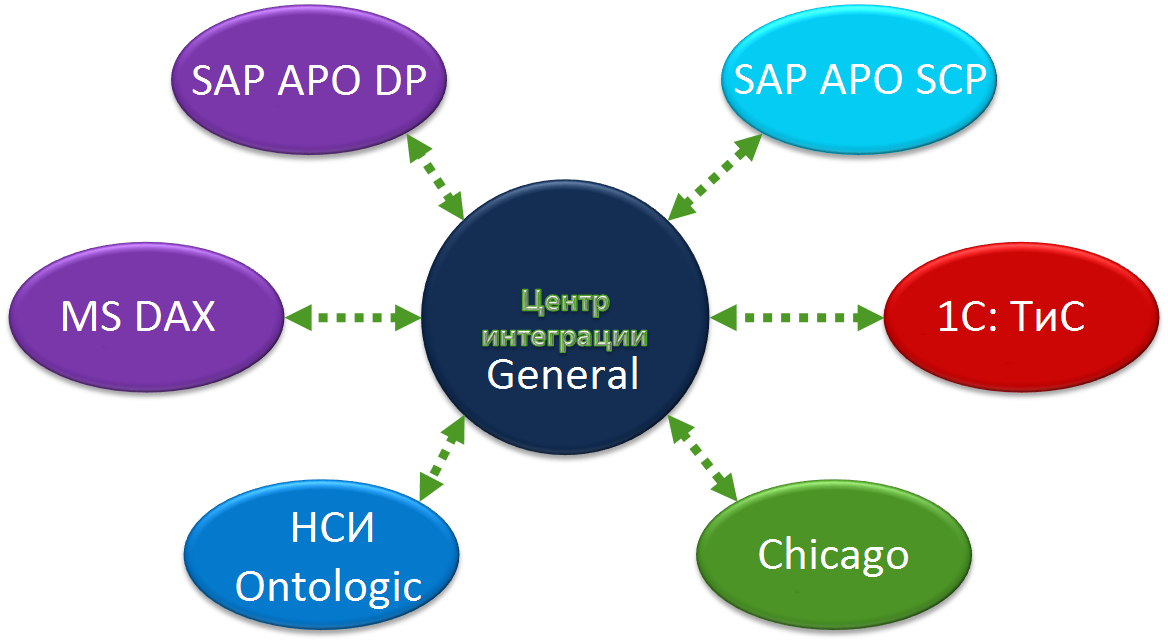 SAP APO DP
SAP APO SCP
MS DAX
Центр
интеграции
General
1С: ТиС
НСИ
Ontologic
Chicago